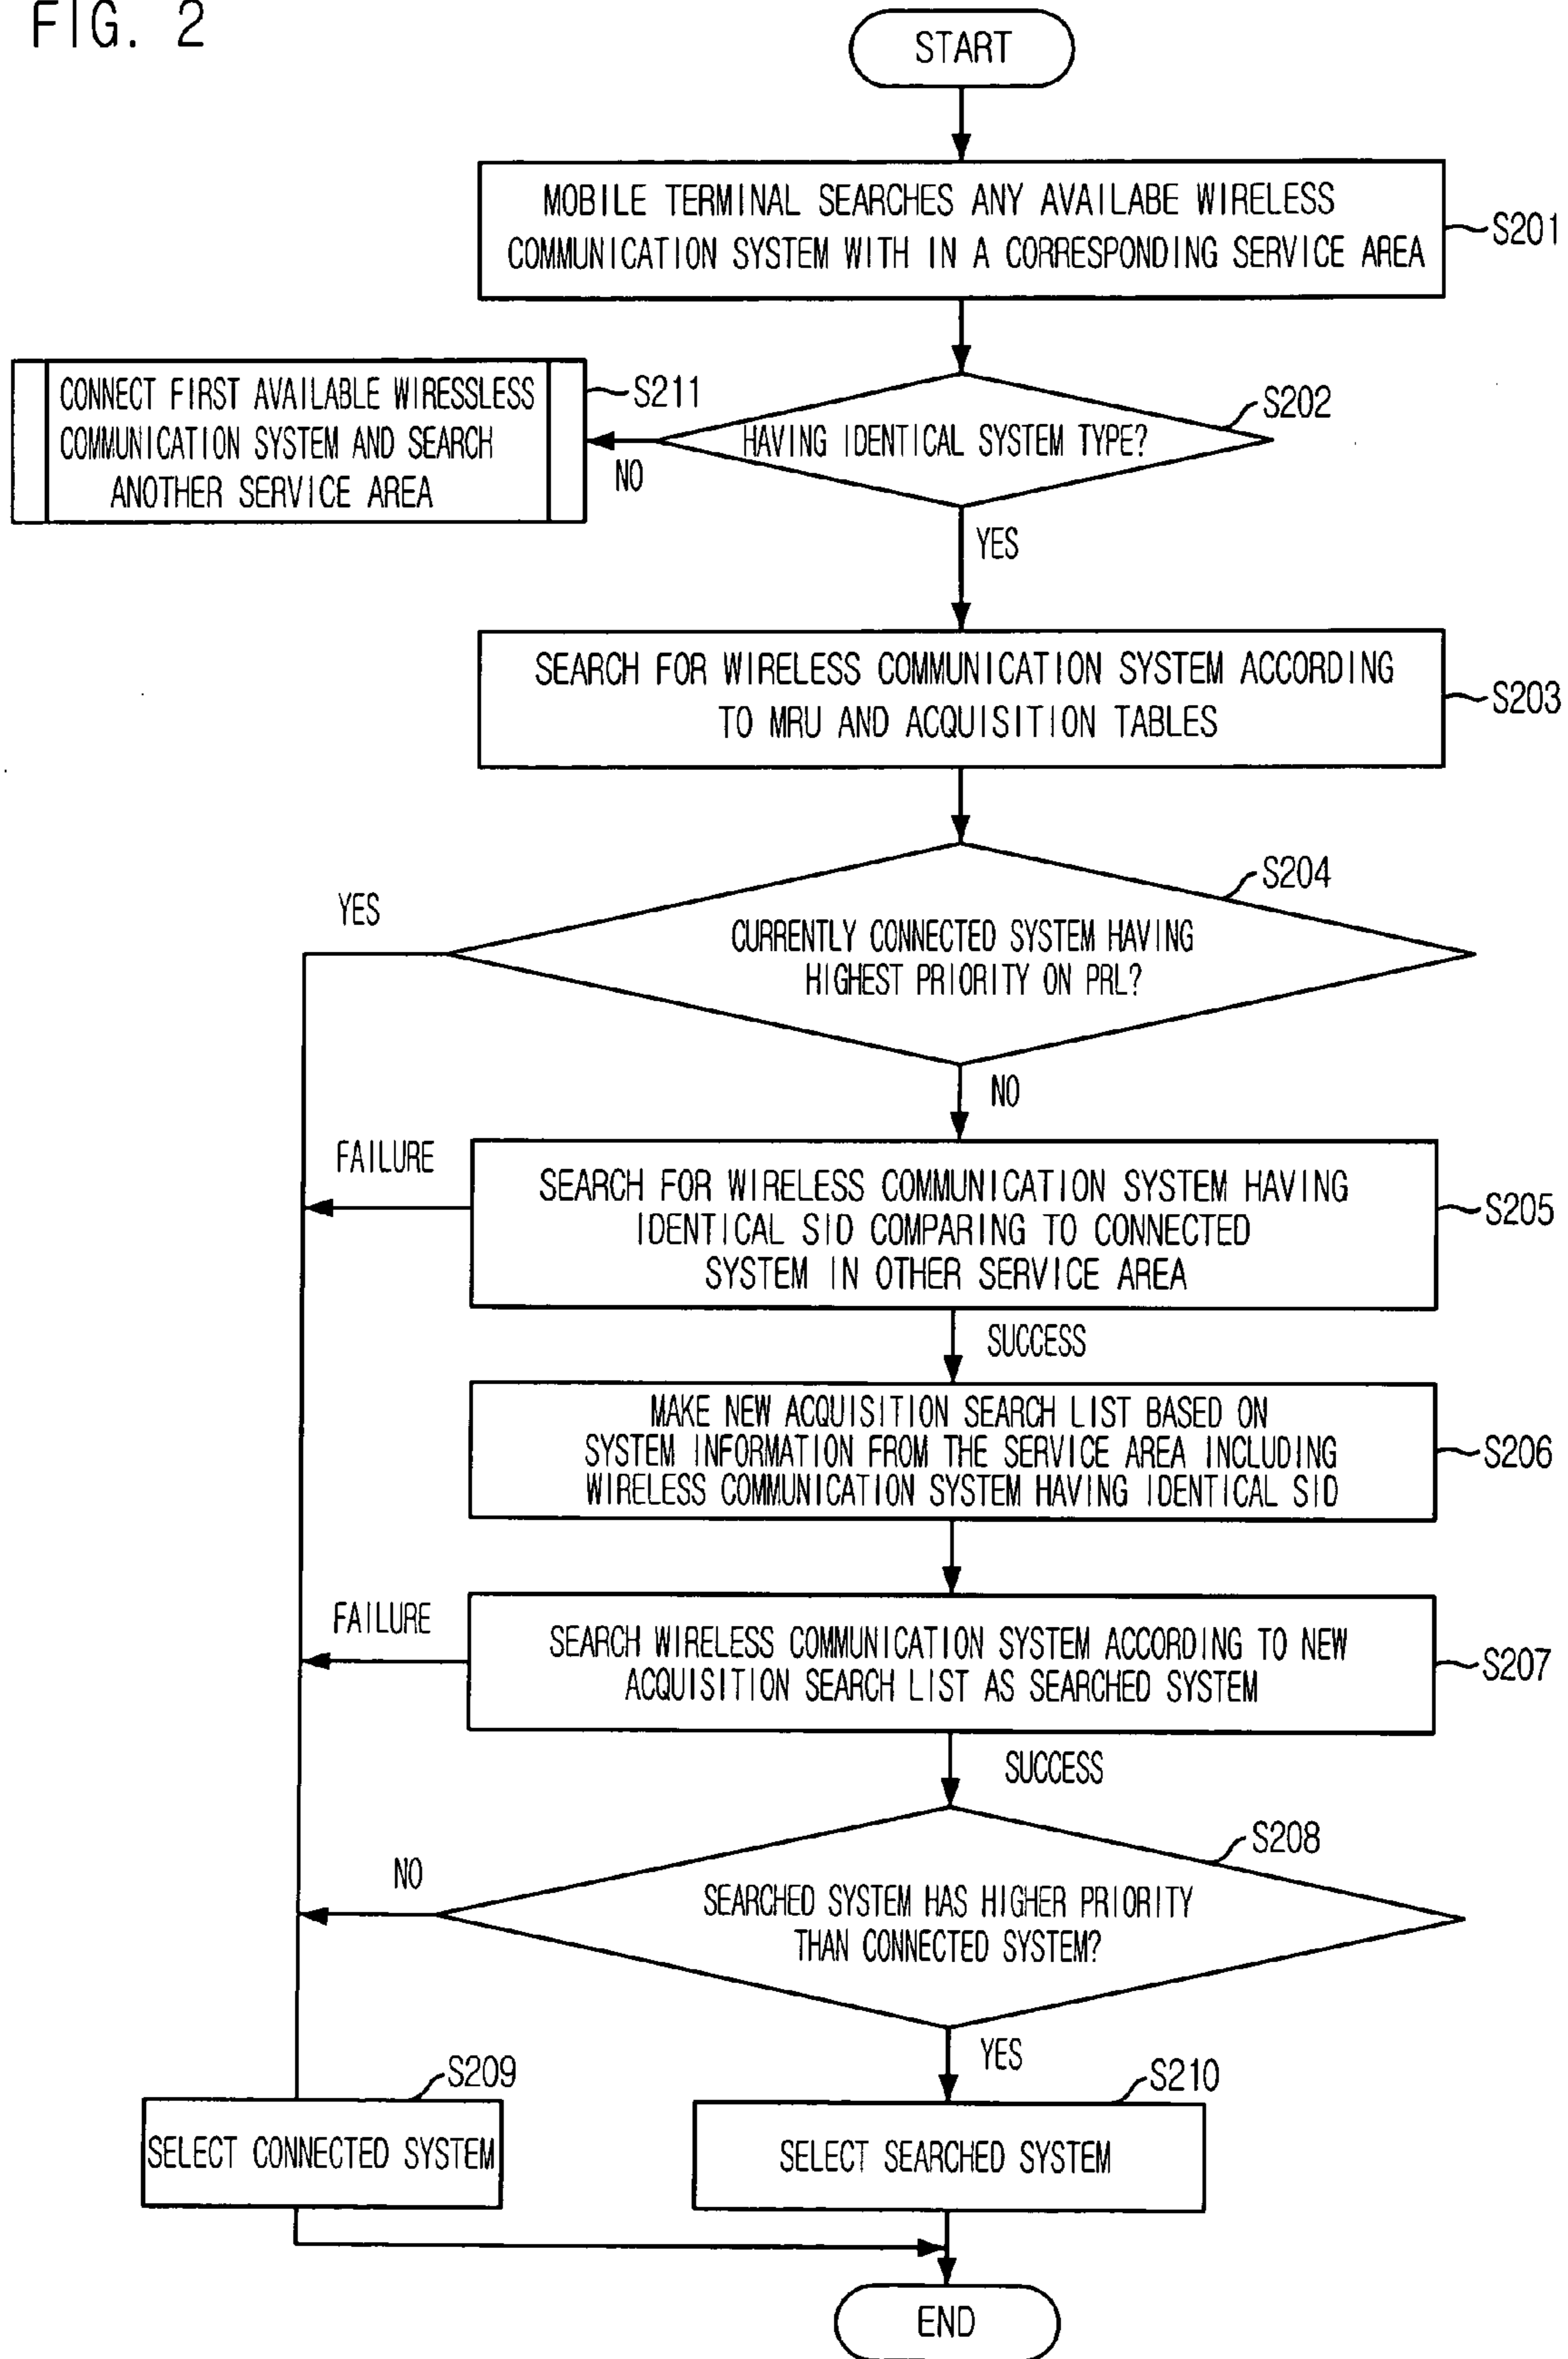 FIG. 2
START
MOBILE TERMINAL SEARCHES ANY AVAILABE WIRELESS
COMMUNICATION SYSTEM WITH IN A CORRESPONDING SERVICE AREA
S201
CONNECT FIRST AVAILABLE WIRESSLESS
COMMUNICATION SYSTEM AND SEARCH
ANOTHER SERVICE AREA
S211
S202
HAVING IDENTICAL SYSTEM TYPE?
NO
YES
SEARCH FOR WIRELESS COMMUNICATION SYSTEM ACCORDING
TO MRU AND ACQUISITION TABLES
S203
S204
YES
CURRENTLY CONNECTED SYSTEM HAVING
HIGHEST PRIORITY ON PRL?
NO
FAILURE
SEARCH FOR WIRELESS COMMUNICATION SYSTEM HAVING
IDENTICAL SID COMPARING TO CONNECTED
SYSTEM IN OTHER SERVICE AREA
S205
SUCCESS
MAKE NEW ACQUISITION SEARCH LIST BASED ON
SYSTEM INFORMATION FROM THE SERVICE AREA INCLUDING
WIRELESS COMMUNICATION SYSTEM HAVING IDENTICAL SID
S206
FAILURE
SEARCH WIRELESS COMMUNICATION SYSTEM ACCORDING TO NEW
ACQUISITION SEARCH LIST AS SEARCHED SYSTEM
S207
SUCCESS
S208
NO
SEARCHED SYSTEM HAS HIGHER PRIORITY
THAN CONNECTED SYSTEM?
YES
S209
SELECT CONNECTED SYSTEM
S210
SELECT SEARCHED SYSTEM
END